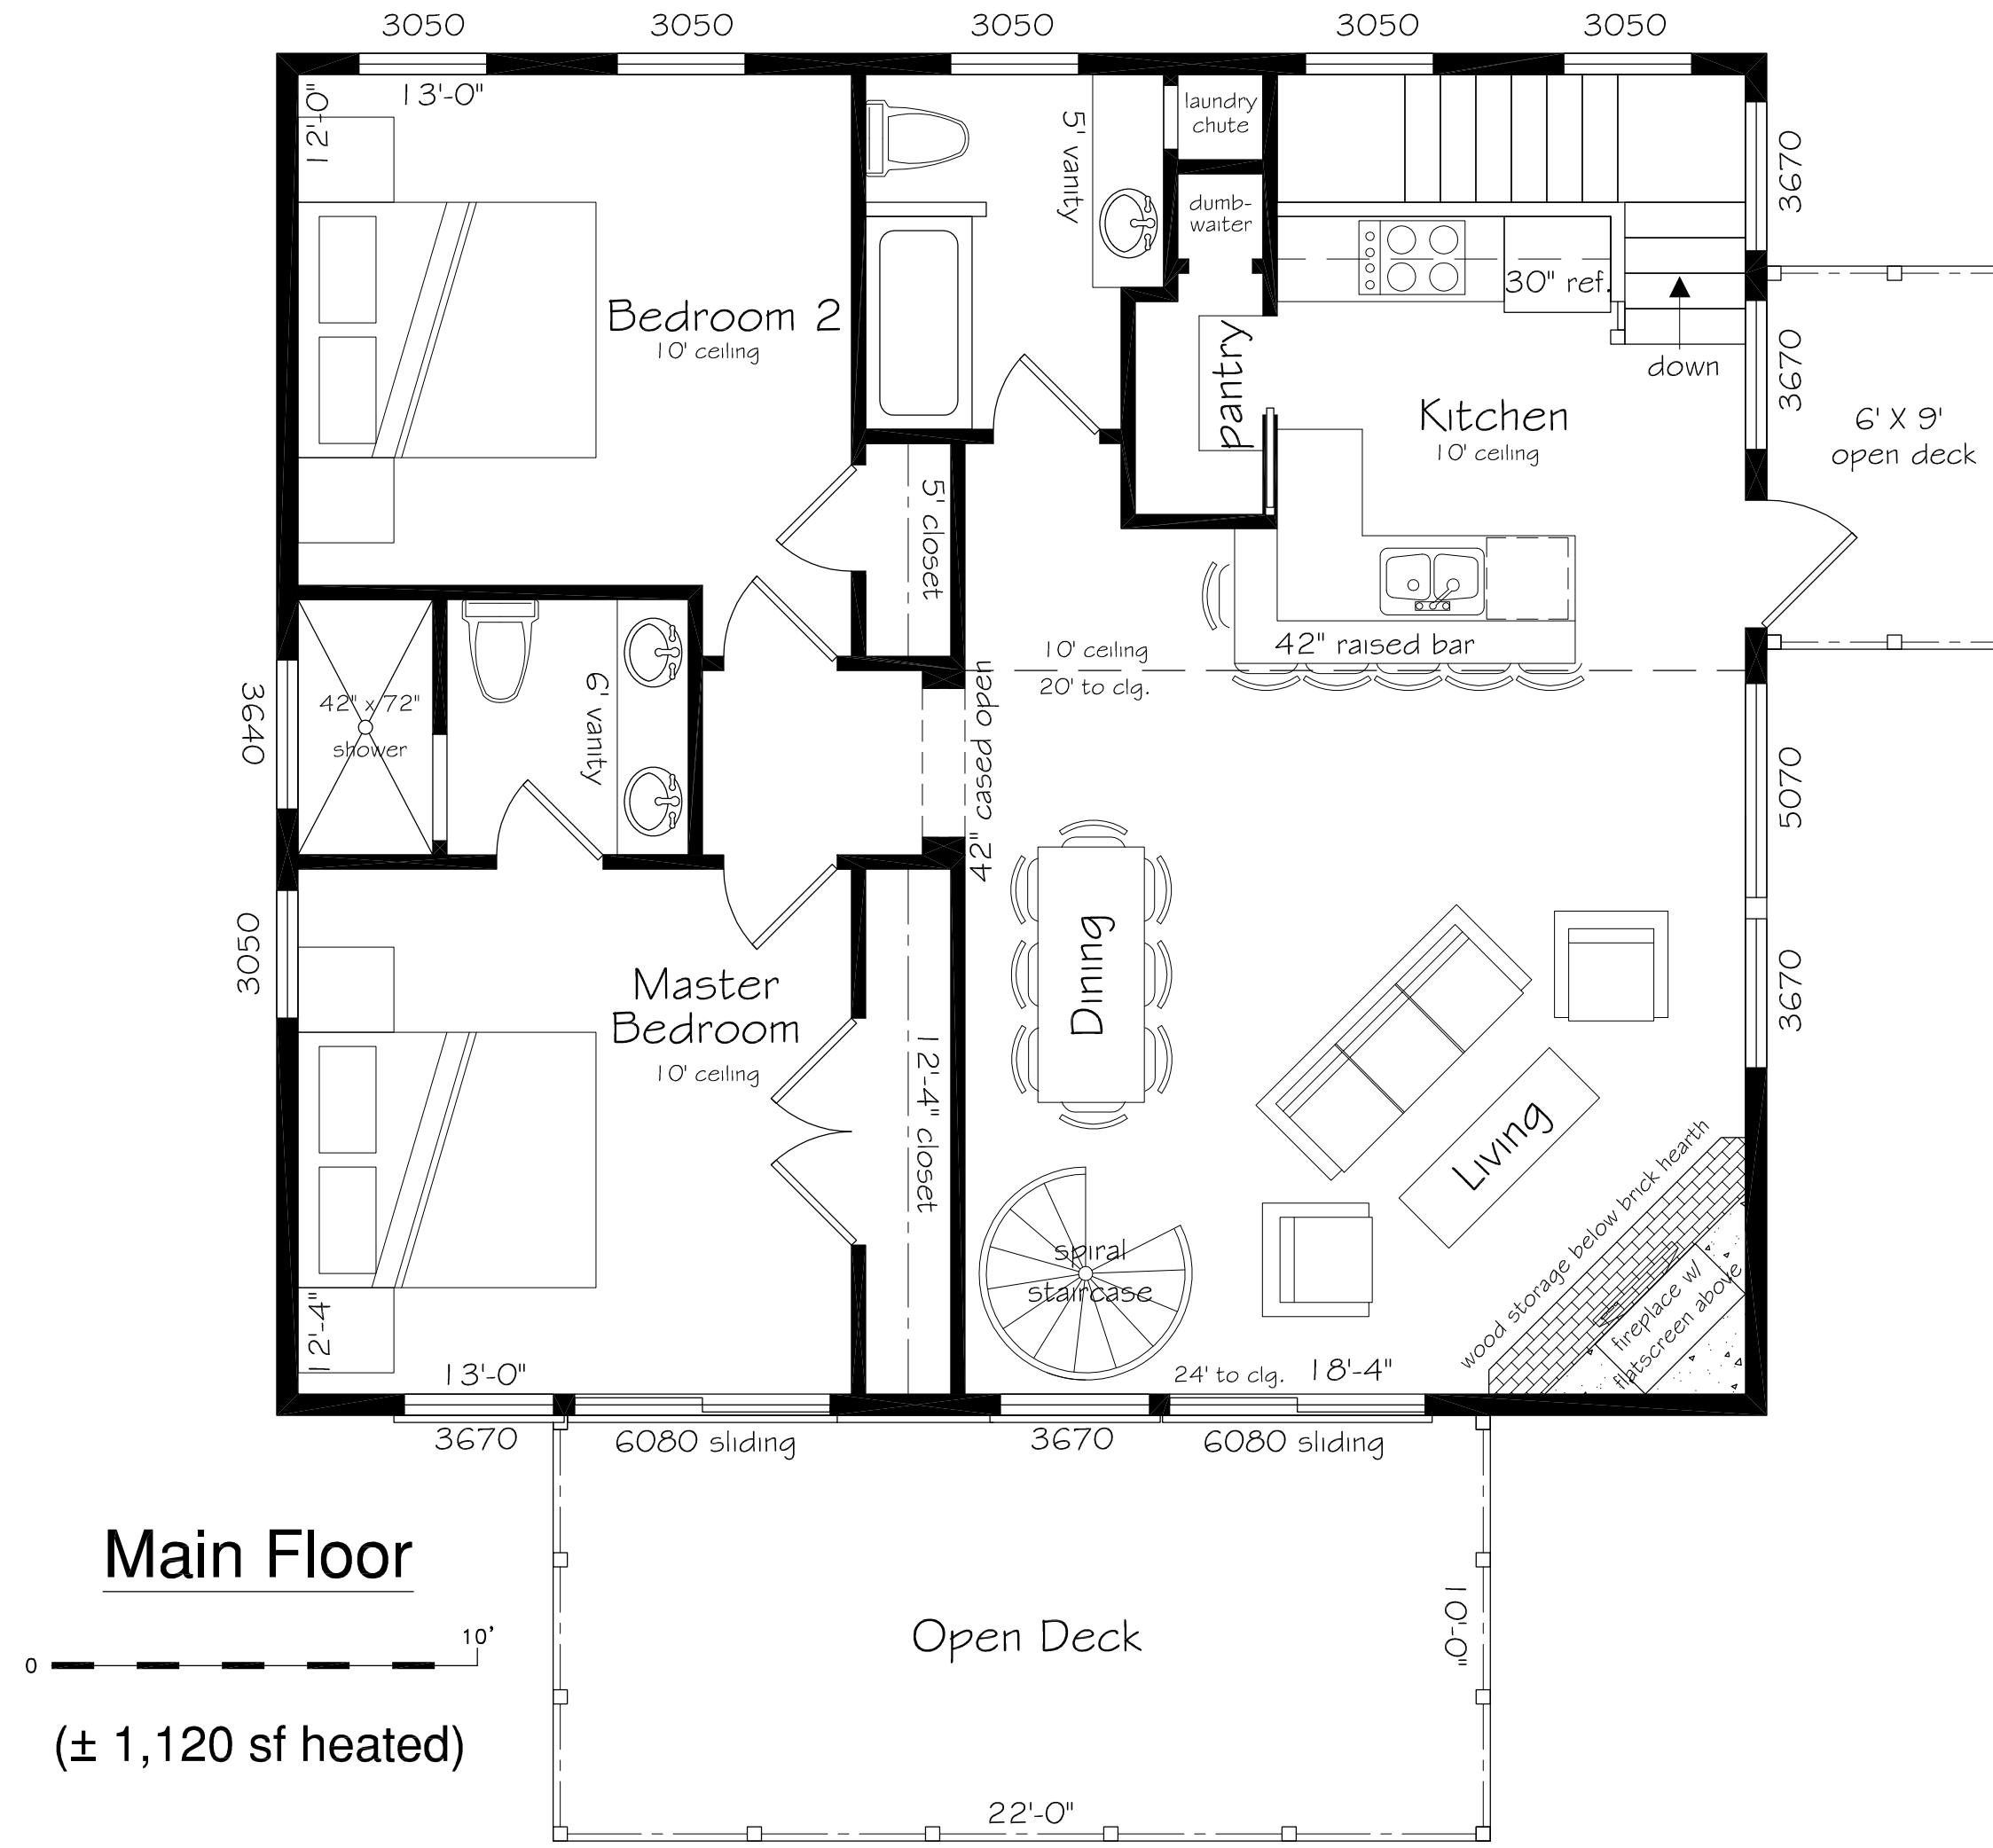 3050
3050
3050
3050
3050
13'-0"
12'-0"
5' vanity
laundry
chute
3670
dumb-
waiter
30" ref.
Bedroom 2
10' ceiling
pantry
down
3670
Kitchen
10' ceiling
6' X 9'
open deck
5' closet
42" raised bar
10' ceiling
20' to clg.
3640
42" x 72"
shower
6' vanity
42" cased open
5070
3050
Master
Bedroom
10' ceiling
Dining
3670
12'-4" closet
Living
wood storage below brick hearth
fireplace w/
flatscreen above
spiral
staircase
12'-4"
13'-0"
24' to clg.
18'-4"
3670
6080 sliding
3670
6080 sliding
Main Floor
10'-0"
Open Deck
10'
0
(± 1,120 sf heated)
22'-0"